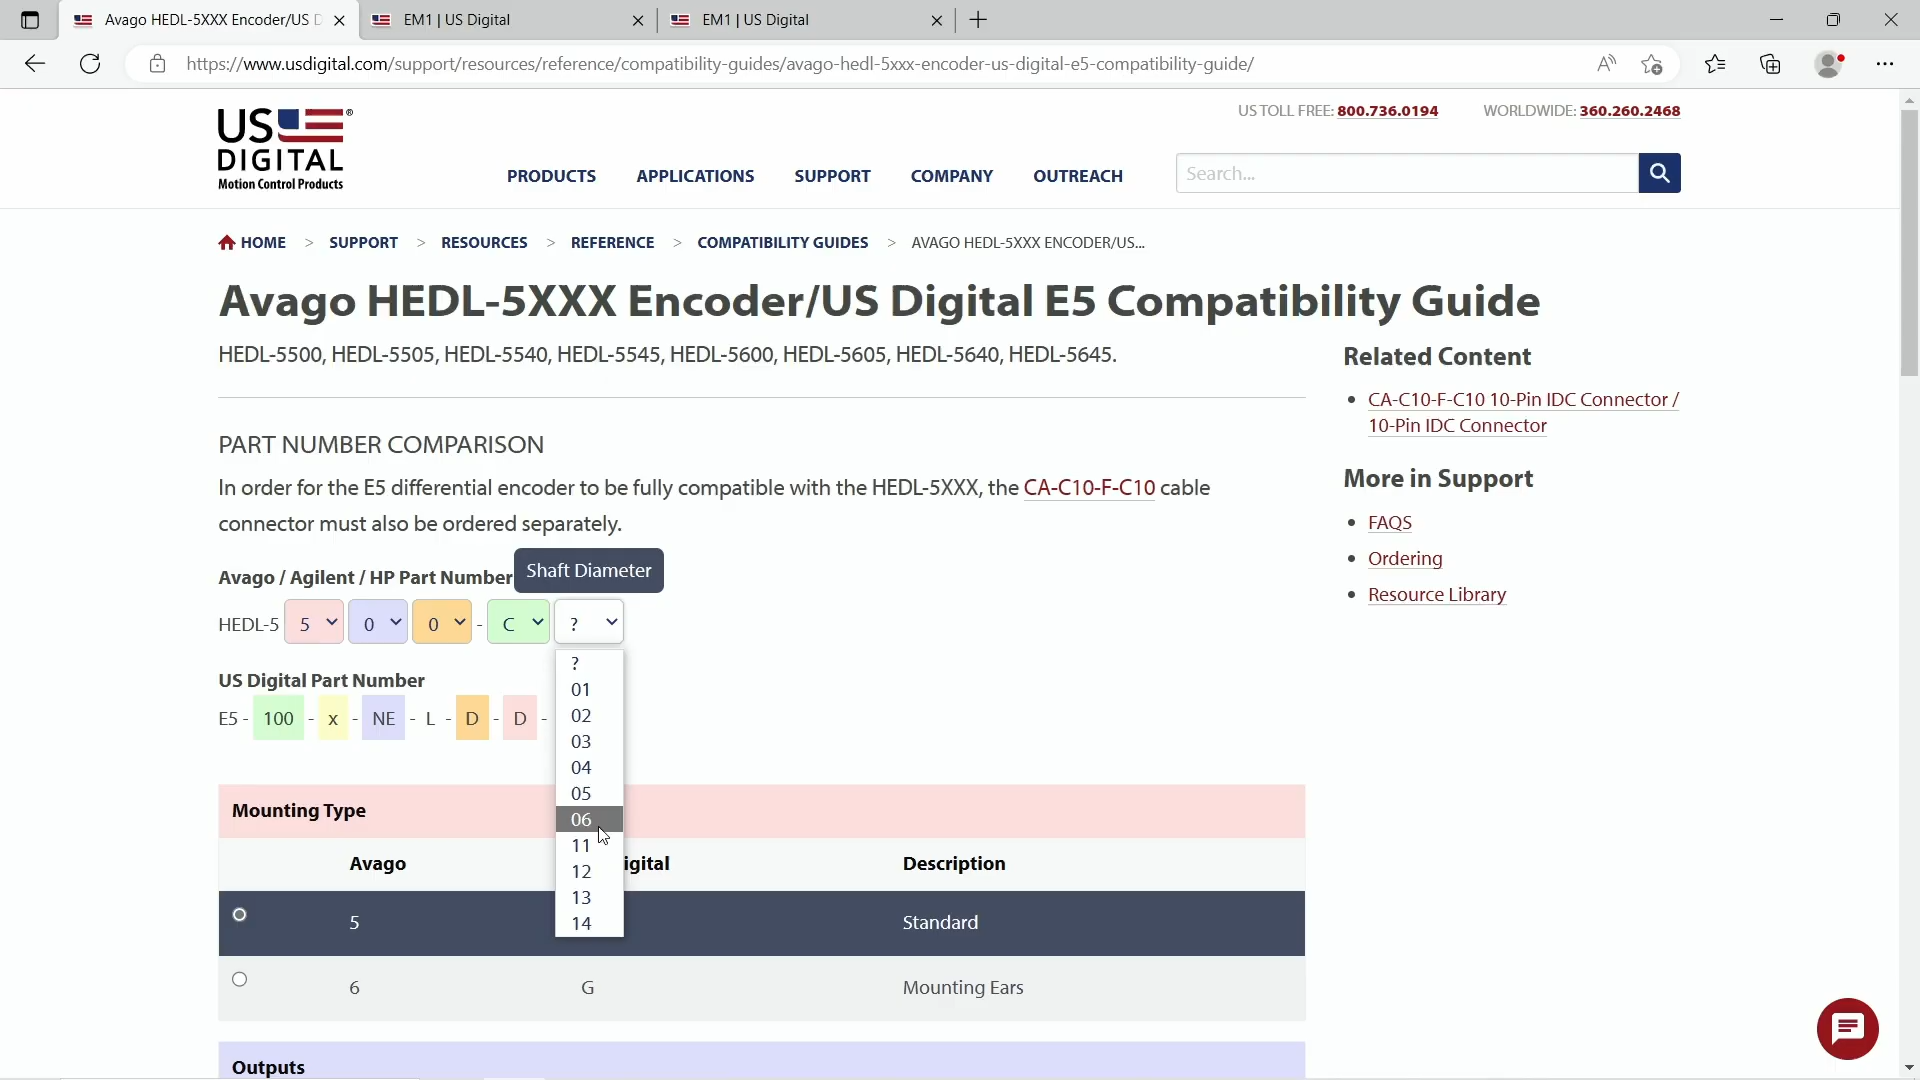 Avago HEDL-5XXX Encoder/US D
EM1 | US Digital
EM1 | US Digital
https://www.usdigital.com/support/resources/reference/compatibility-guides/avago-hedl-5xxx-encoder-us-digital-e5-compatibility-guide/
US TOLL FREE: 800.736.0194
WORLDWIDE: 360.260.2468
US
DIGITAL
Motion Control Products
PRODUCTS
APPLICATIONS
SUPPORT
COMPANY
OUTREACH
Search...
HOME > SUPPORT > RESOURCES > REFERENCE > COMPATIBILITY GUIDES > AVAGO HEDL-5XXX ENCODER/US...
Avago HEDL-5XXX Encoder/US Digital E5 Compatibility Guide
HEDL-5500, HEDL-5505, HEDL-5540, HEDL-5545, HEDL-5600, HEDL-5605, HEDL-5640, HEDL-5645.
PART NUMBER COMPARISON
In order for the E5 differential encoder to be fully compatible with the HEDL-5XXX, the CA-C10-F-C10 cable
connector must also be ordered separately.
Avago / Agilent / HP Part Number
Shaft Diameter
HEDL-5 5 0 0 - C ?
?
01
02
03
04
05
06
11
12
13
14
US Digital Part Number
E5 - 100 - x - NE - L - D - D -
Mounting Type
Avago
igital
Description
5
Standard
6
G
Mounting Ears
Outputs
Related Content
CA-C10-F-C10 10-Pin IDC Connector /
10-Pin IDC Connector
More in Support
FAQS
Ordering
Resource Library